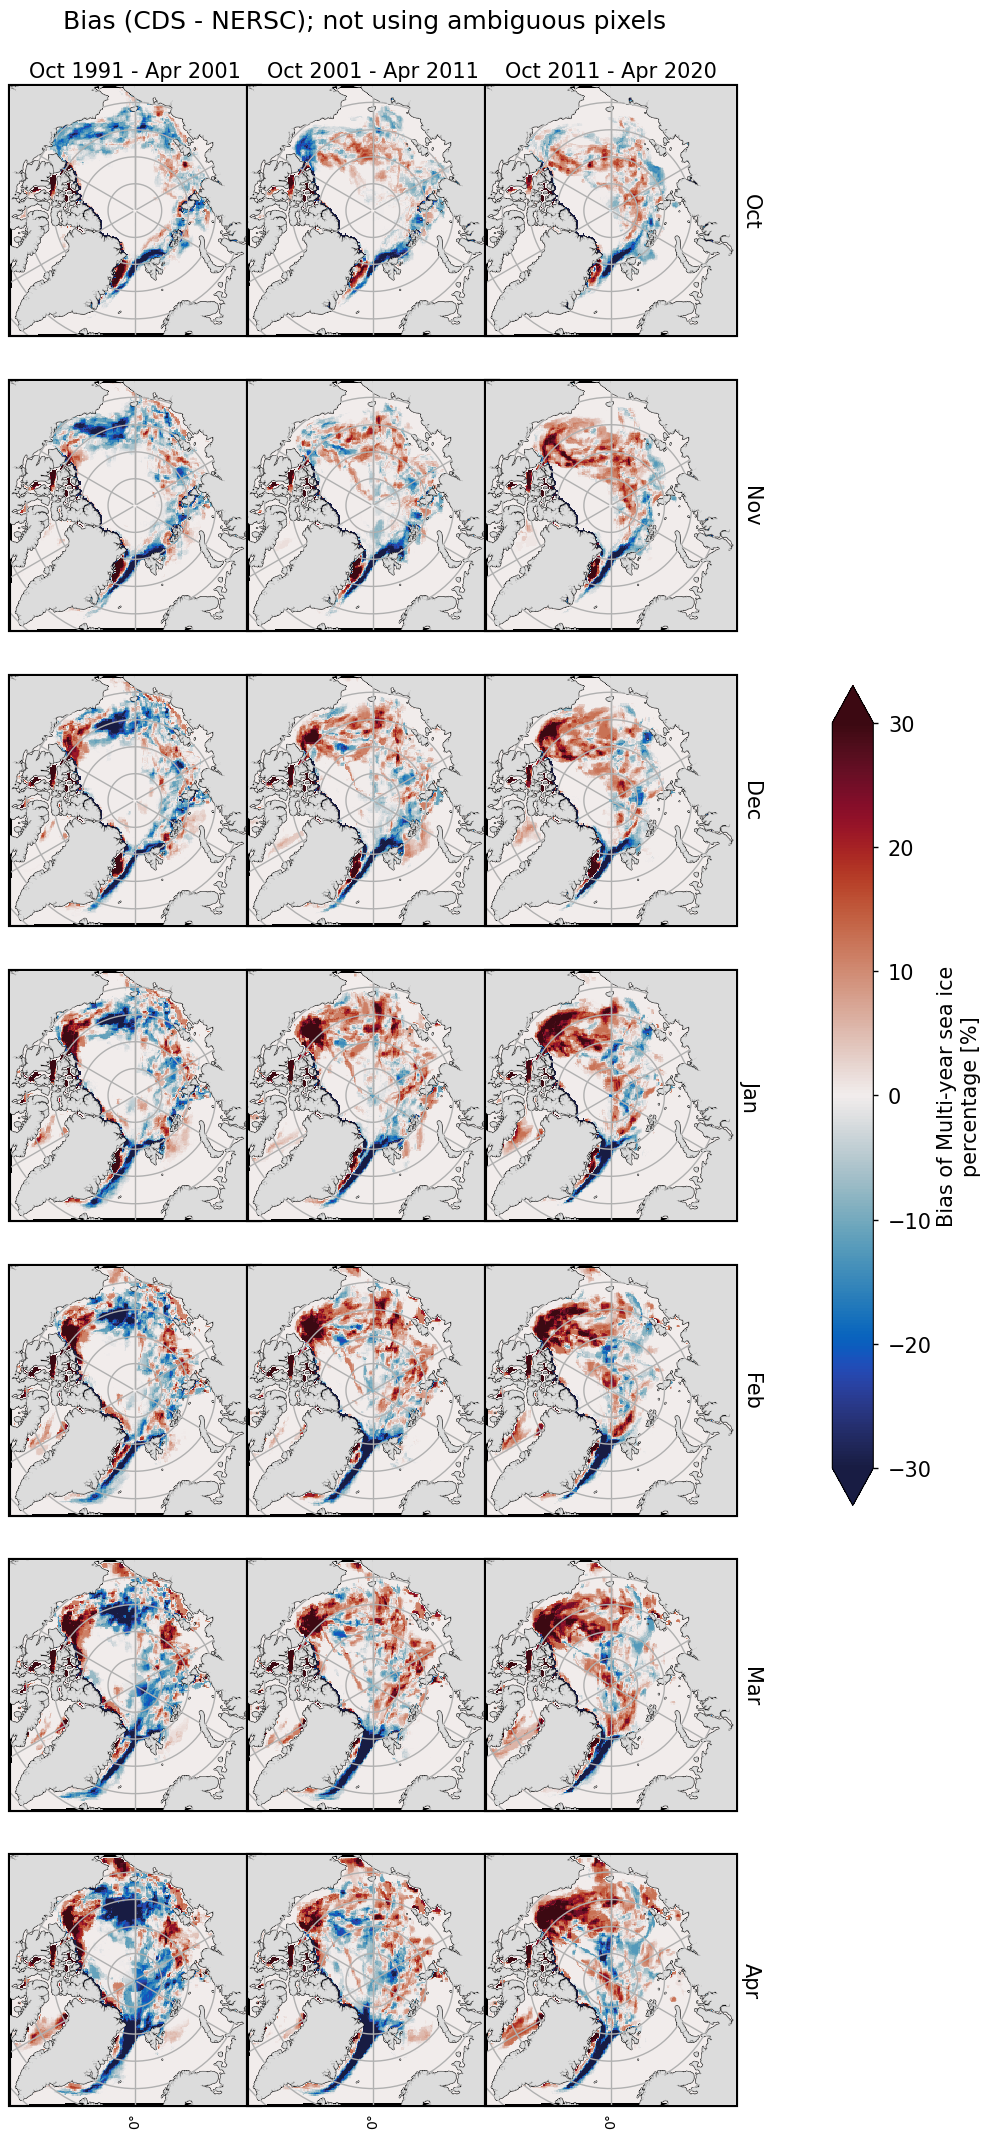 Bias (CDS - NERSC); not using ambiguous pixels
Oct 1991 - Apr 2001
Oct 2001 - Apr 2011
Oct 2011 - Apr 2020
Oct
Nov
Dec
Jan
Feb
Mar
Apr
0°
0°
0°
30
20
10
0
−10
−20
−30
Bias of Multi-year sea ice
percentage [%]